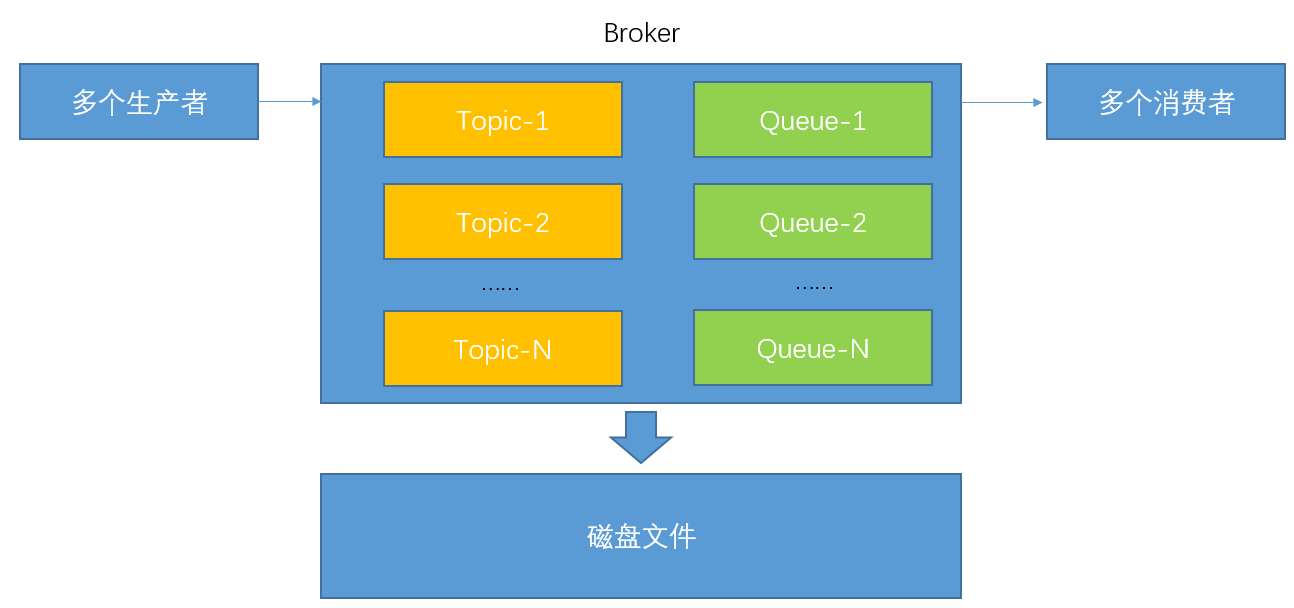 Broker
多个生产者
Topic-1
Queue-1
多个消费者
Topic-2
Queue-2
……
……
Topic-N
Queue-N
磁盘文件